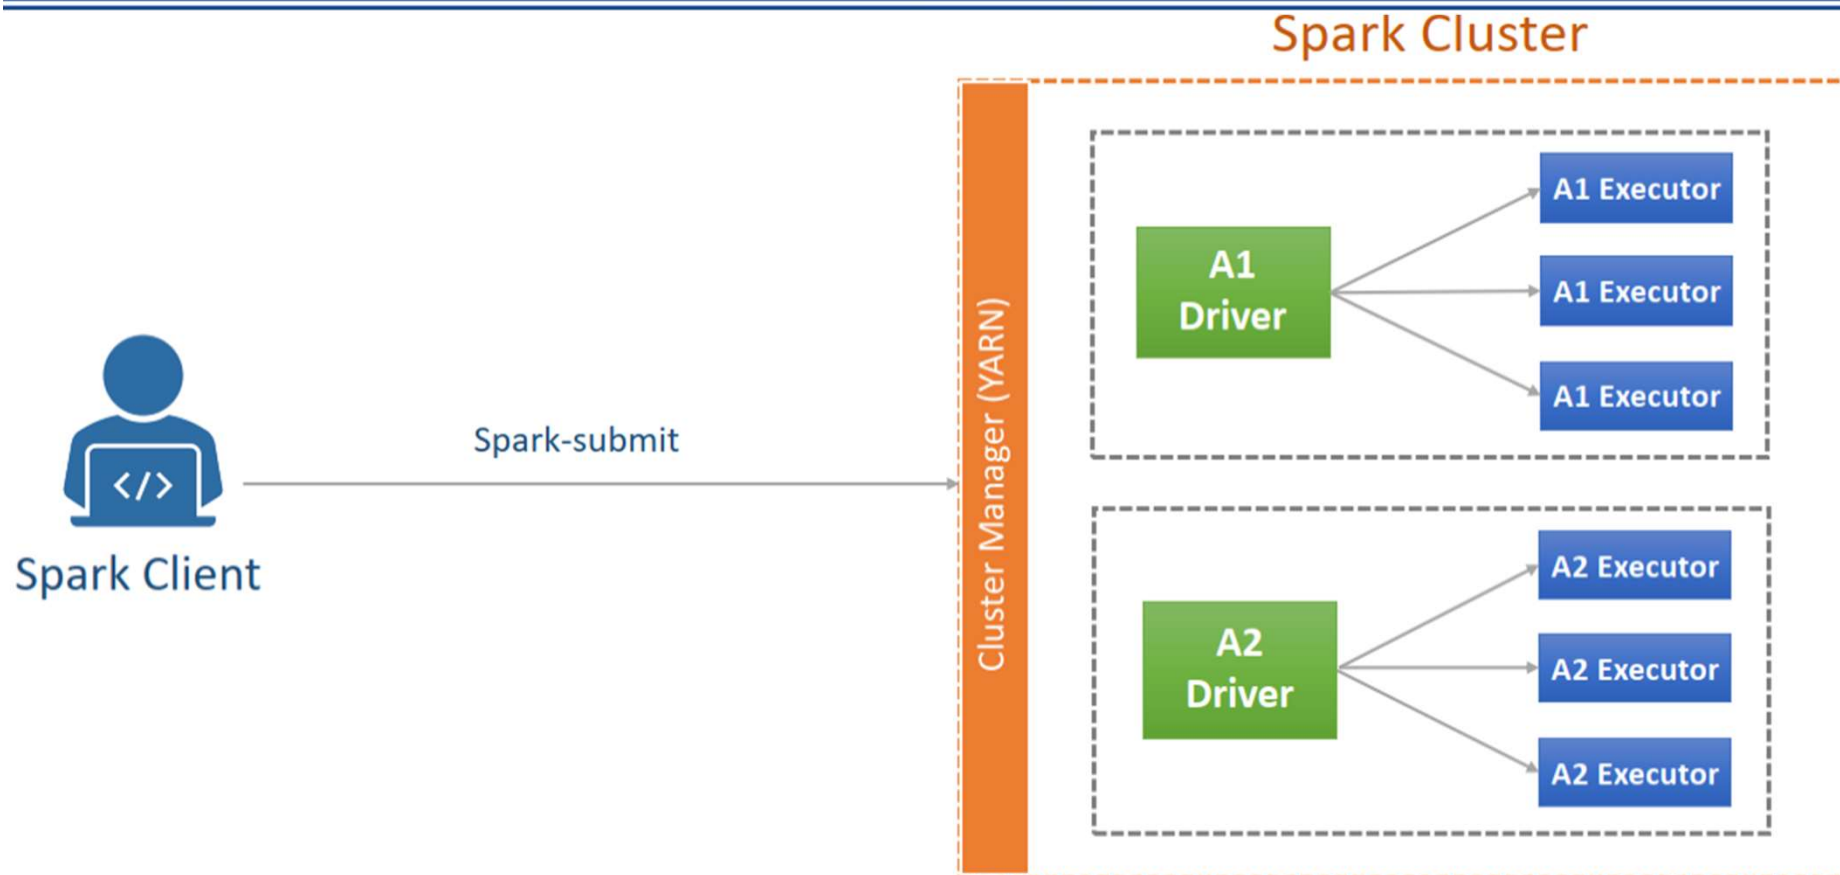 Spark Cluster
A1 Executor
A1
Driver
A1 Executor
A1 Executor
Cluster Manager (YARN)
Spark-submit
</>
Spark Client
A2 Executor
A2
Driver
A2 Executor
A2 Executor